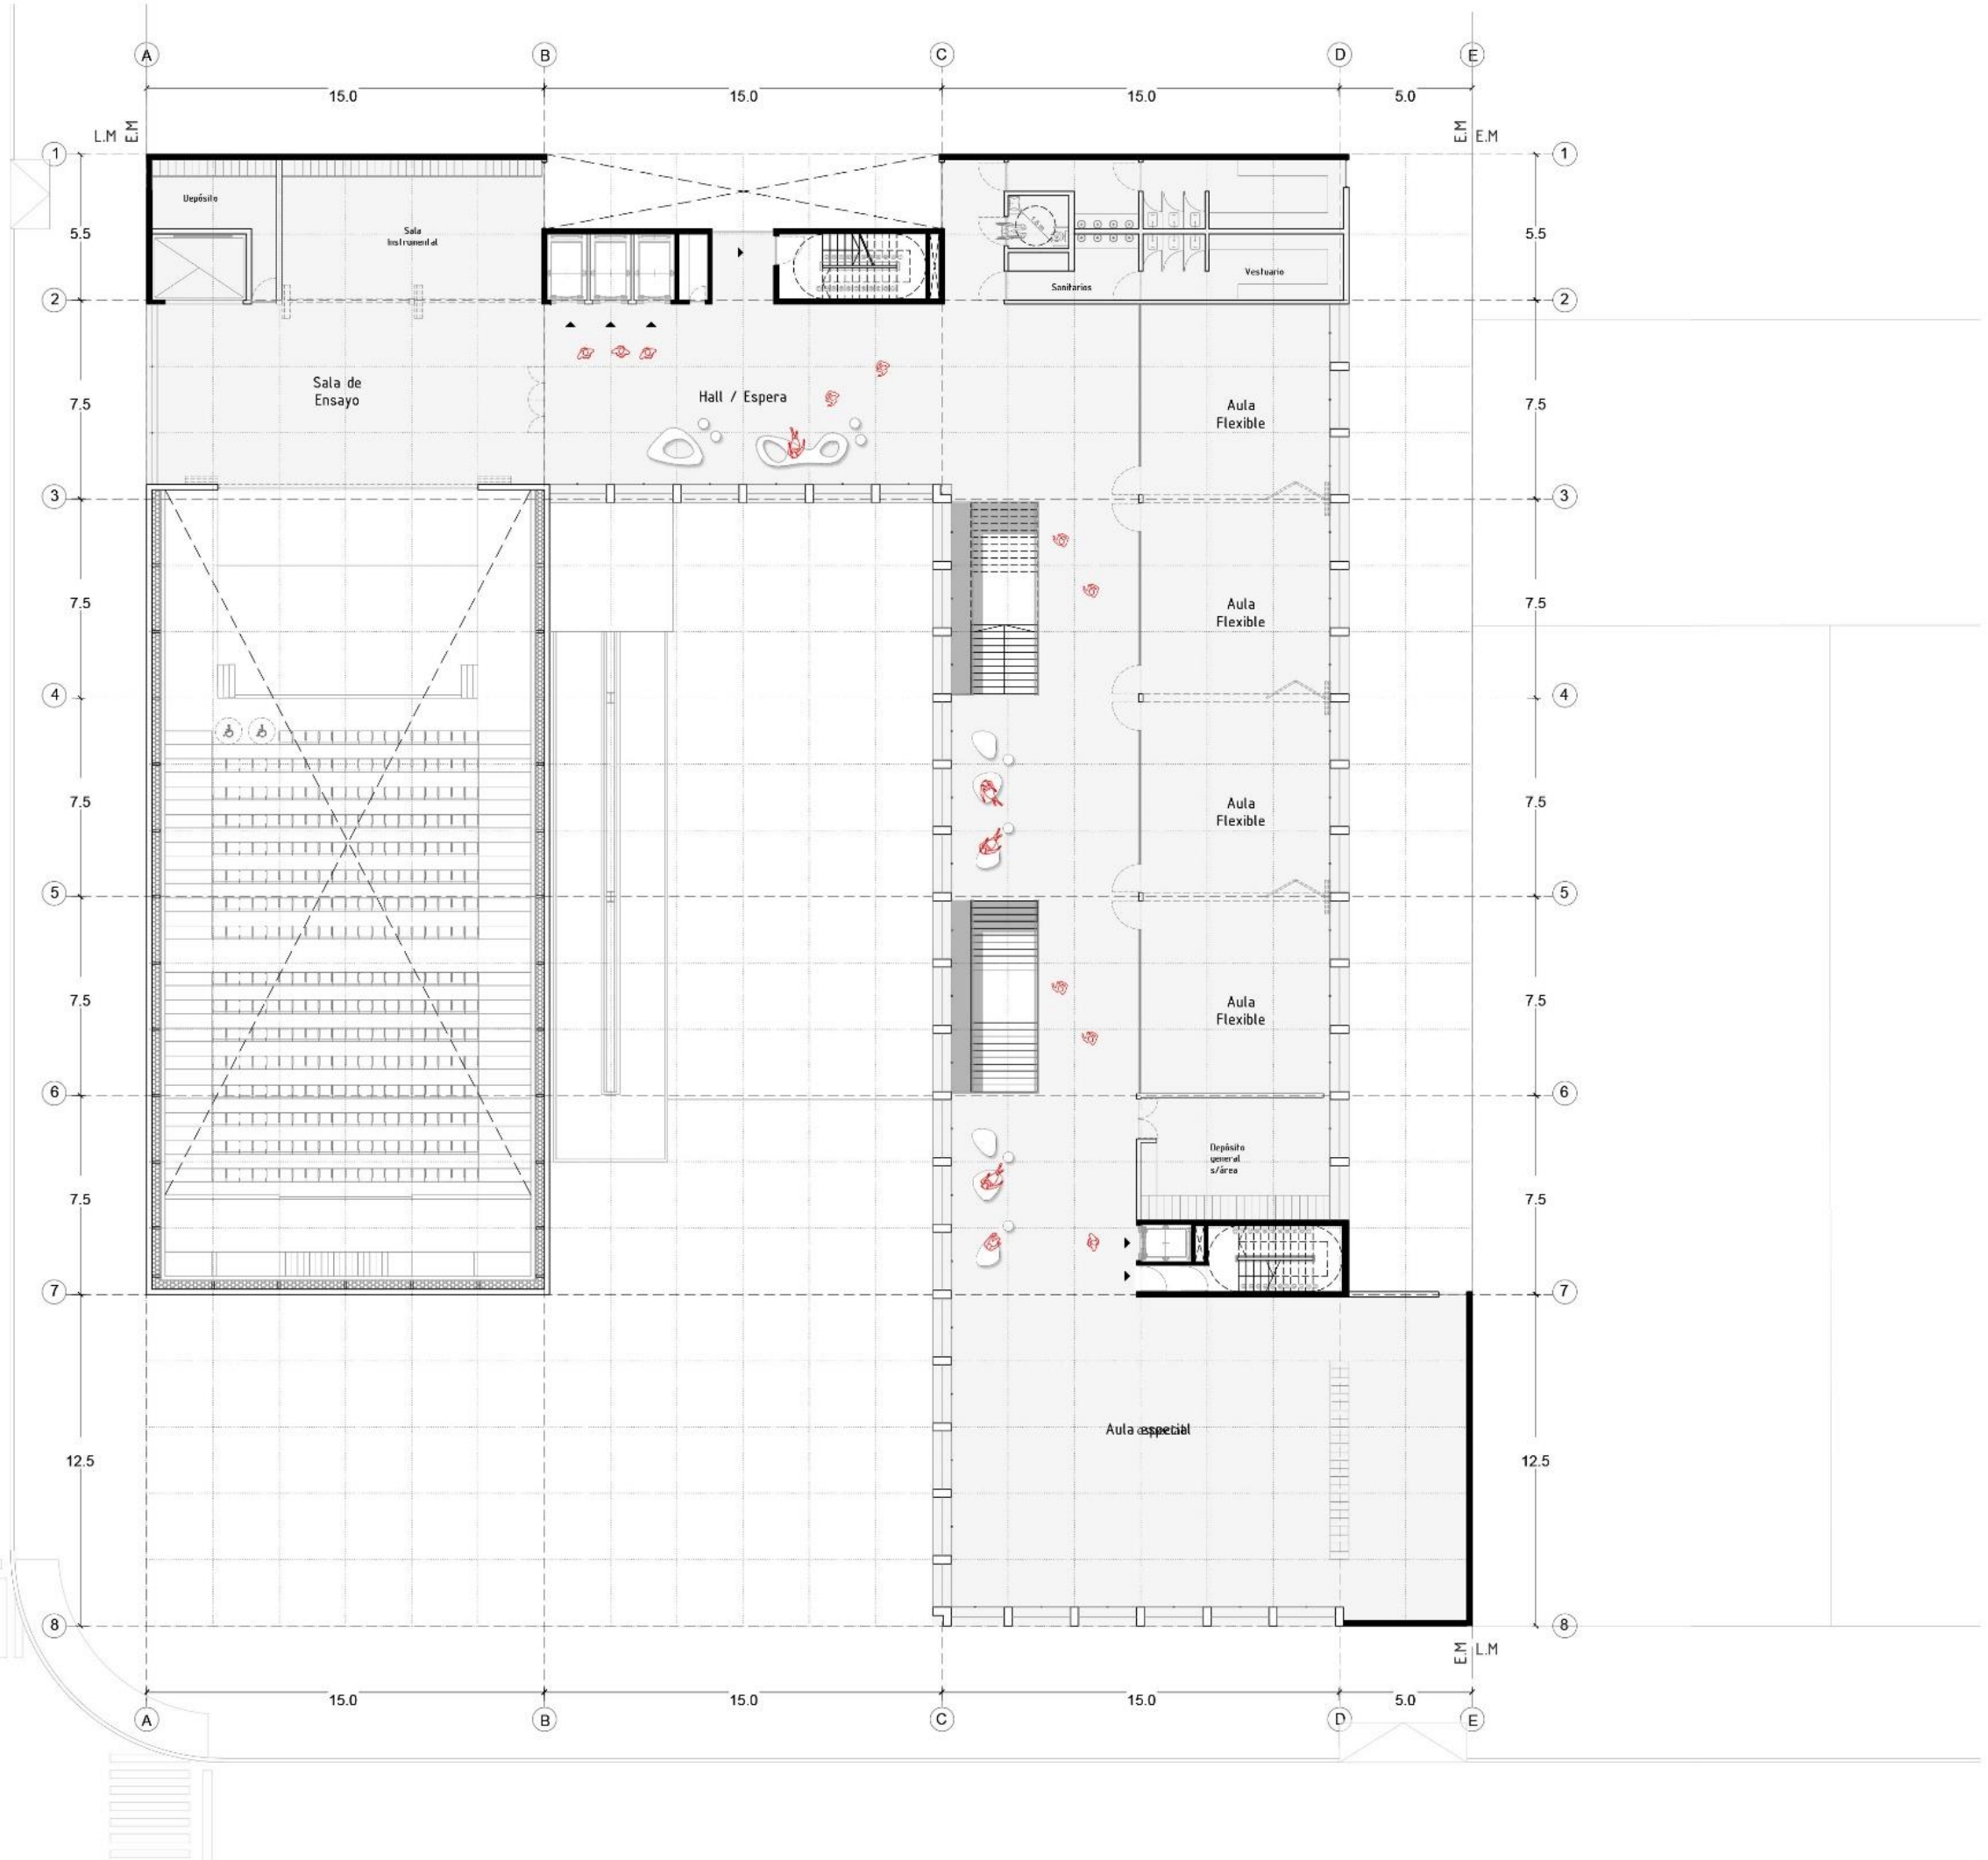 A
B
C
D
E
15.0
15.0
15.0
5.0
L.M
E.M
E.M
E.M
1
1
Depósito
5.5
Sala
Instrumental
5.5
Vestuario
Sanitarios
2
2
Sala de
Ensayo
7.5
Hall / Espera
Aula
Flexible
7.5
3
3
7.5
Aula
Flexible
7.5
4
4
7.5
Aula
Flexible
7.5
5
5
7.5
Aula
Flexible
7.5
6
6
Depósito
general
s/área
7.5
7.5
7
7
Aula especial
12.5
12.5
8
8
E.M
L.M
15.0
15.0
15.0
5.0
A
B
C
D
E